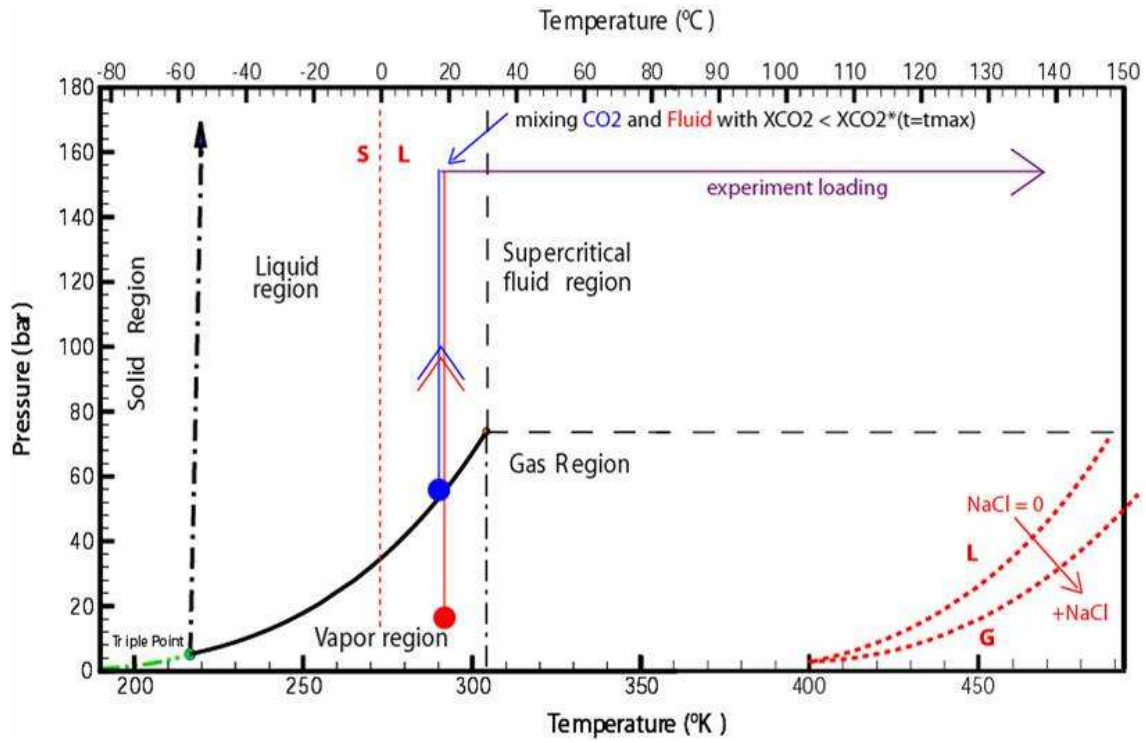 Temperature (ºC)
-80 -60 -40 -20 0 20 40 60 80 90 100 103 104 110 120 130 138 140 150
180
mixing CO2 and Fluid with XCO2 < XCO2*(t=tmax)
160
S L
experiment loading
140
Liquid
region
Supercritical
fluid region
120
Solid Region
100
Pressure (bar)
80
60
Gas Region
NaCl = 0
40
L
20
+NaCl
Triple Point
Vapor region
G
0
200 250 300 350 400 450
Temperature (ºK)